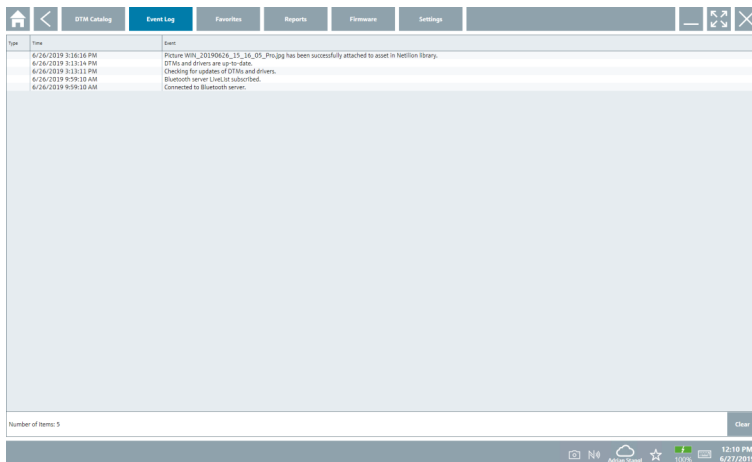 DTM Catalog Event Log Favorites Reports Firmware Settings
Type Time Event
6/26/2019 3:16:16 PM Picture WIN_20190626_15_16_05_Pro.jpg has been successfully attached to asset in Netilion library.
6/26/2019 3:13:14 PM DTMs and drivers are up-to-date.
6/26/2019 3:13:11 PM Checking for updates of DTMs and drivers.
6/26/2019 9:59:10 AM Bluetooth server LiveList subscribed.
6/26/2019 9:59:10 AM Connected to Bluetooth server.
Number of items: 5
Clear
100%
12:10 PM
6/27/201